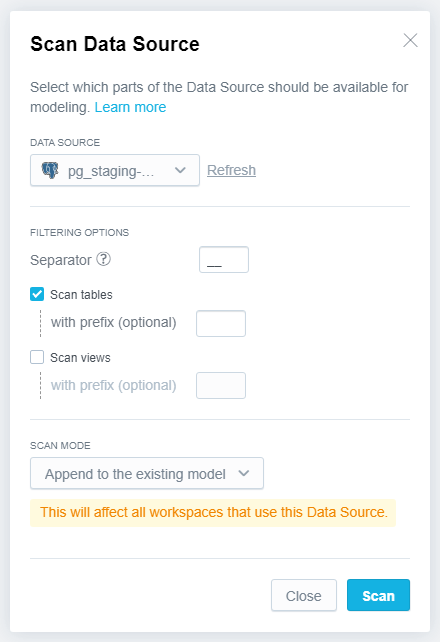 Scan Data Source
Select which parts of the Data Source should be available for
modeling. Learn more
DATA SOURCE
pg_staging-... Refresh
FILTERING OPTIONS
Separator ? __
Scan tables
with prefix (optional)
Scan views
with prefix (optional)
SCAN MODE
Append to the existing model
This will affect all workspaces that use this Data Source.
Close Scan